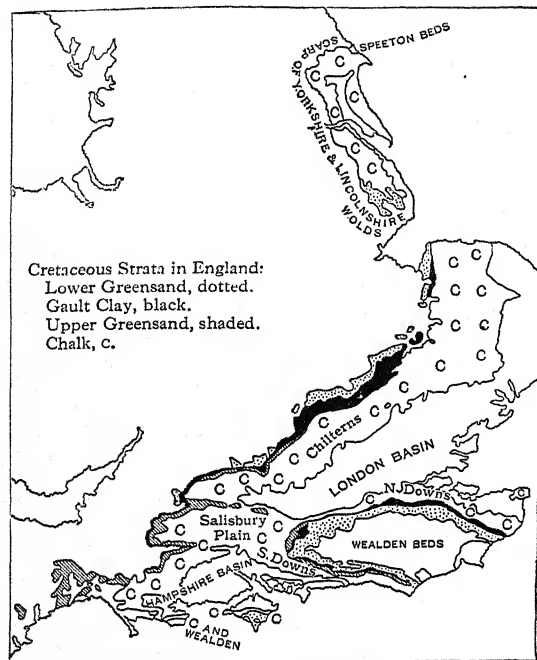 SPEETON BEDS
SCARP OF YORKSHIRE & LINCOLNSHIRE
WOLDS
C
C
C
C
C
C
C
C
Cretaceous Strata in England:
Lower Greensand, dotted.
Gault Clay, black.
Upper Greensand, shaded.
Chalk, c.
C C
C C
C C
C C
C
C
C
C
Chilterns
C
C
C
C
LONDON BASIN
C N. Downs C
C
Salisbury
Plain
C
C
C
C
WEALDEN BEDS
S. Downs
C
C
C
C
HAMPSHIRE BASIN
C
C
AND
WEALDEN